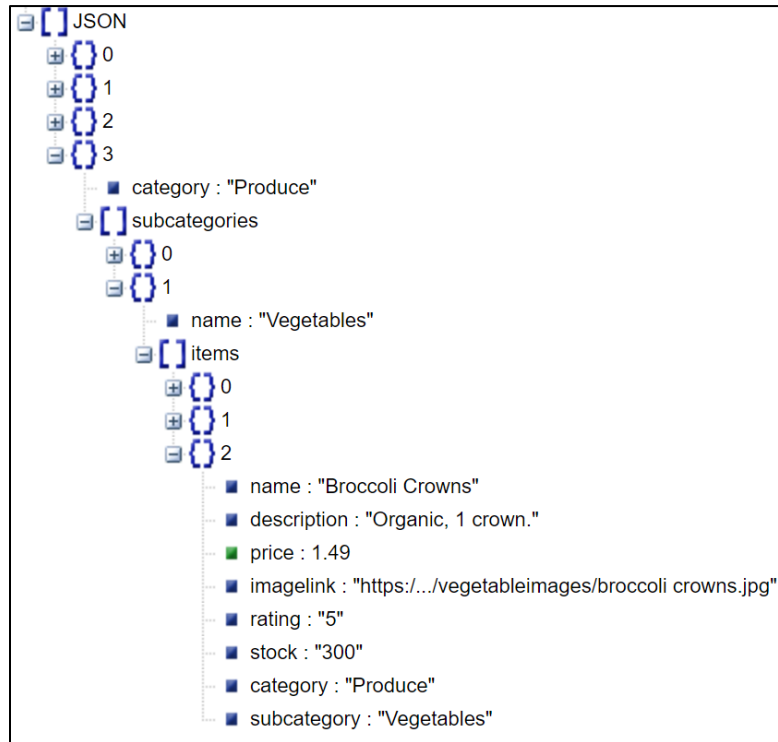 JSON
0
1
2
3
category : "Produce"
subcategories
0
1
name : "Vegetables"
items
0
1
2
name : "Broccoli Crowns"
description : "Organic, 1 crown."
price : 1.49
imagelink : "https:/.../vegetableimages/broccoli crowns.jpg"
rating : "5"
stock : "300"
category : "Produce"
subcategory : "Vegetables"